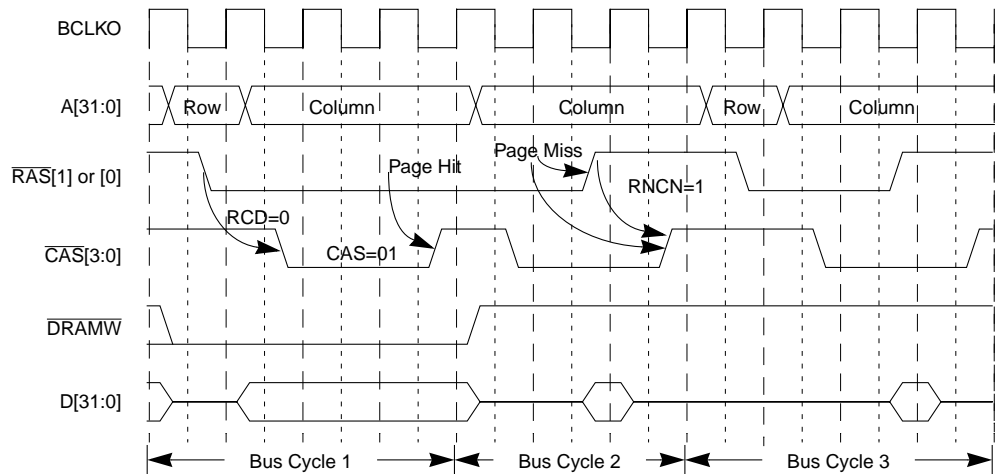 BCLKO
A[31:0]
Row
Column
Column
Row
Column
RAS[1] or [0]
Page Hit
Page Miss
RNCN=1
RCD=0
CAS[3:0]
CAS=01
DRAMW
D[31:0]
Bus Cycle 1
Bus Cycle 2
Bus Cycle 3